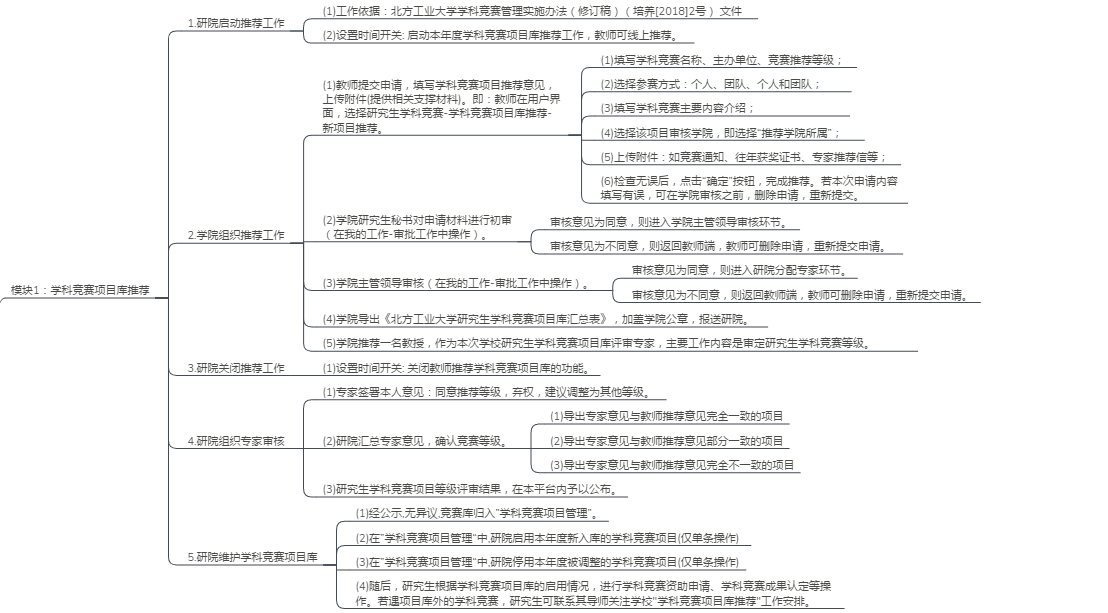 模块1：学科竞赛项目库推荐
1.研院启动推荐工作
(1)工作依据：北方工业大学学科竞赛管理实施办法（修订稿）（培养[2018]2号 ）文件
(2)设置时间开关: 启动本年度学科竞赛项目库推荐工作，教师可线上推荐。
2.学院组织推荐工作
(1)教师提交申请，填写学科竞赛项目推荐意见，
上传附件(提供相关支撑材料)。即：教师在用户界
面，选择研究生学科竞赛-学科竞赛项目库推荐-
新项目推荐。
(1)填写学科竞赛名称、主办单位、竞赛推荐等级；
(2)选择参赛方式：个人、团队、个人和团队；
(3)填写学科竞赛主要内容介绍；
(4)选择该项目审核学院，即选择"推荐学院所属"；
(5)上传附件：如竞赛通知、往年获奖证书、专家推荐信等；
(6)检查无误后，点击"确定"按钮，完成推荐。若本次申请内容
填写有误，可在学院审核之前，删除申请，重新提交。
(2)学院研究生秘书对申请材料进行初审
（在我的工作-审批工作中操作）。
审核意见为同意，则进入学院主管领导审核环节。
审核意见为不同意，则返回教师端，教师可删除申请，重新提交申请。
(3)学院主管领导审核（在我的工作-审批工作中操作）。
审核意见为同意，则进入研院分配专家环节。
审核意见为不同意，则返回教师端，教师可删除申请，重新提交申请。
(4)学院导出《北方工业大学研究生学科竞赛项目库汇总表》，加盖学院公章，报送研院。
(5)学院推荐一名教授，作为本次学校研究生学科竞赛项目库评审专家，主要工作内容是审定研究生学科竞赛等级。
3.研院关闭推荐工作
(1)设置时间开关: 关闭教师推荐学科竞赛项目库的功能。
4.研院组织专家审核
(1)专家签署本人意见：同意推荐等级，弃权，建议调整为其他等级。
(2)研院汇总专家意见，确认竞赛等级。
(1)导出专家意见与教师推荐意见完全一致的项目
(2)导出专家意见与教师推荐意见部分一致的项目
(3)导出专家意见与教师推荐意见完全不一致的项目
(3)研究生学科竞赛项目等级评审结果，在本平台内予以公布。
5.研院维护学科竞赛项目库
(1)经公示,无异议,竞赛库归入"学科竞赛项目管理"。
(2)在"学科竞赛项目管理"中,研院启用本年度新入库的学科竞赛项目(仅单条操作)
(3)在"学科竞赛项目管理"中,研院停用本年度被调整的学科竞赛项目(仅单条操作)
(4)随后，研究生根据学科竞赛项目库的启用情况，进行学科竞赛资助申请、学科竞赛成果认定等操
作。若遇项目库外的学科竞赛，研究生可联系其导师关注学校"学科竞赛项目库推荐"工作安排。